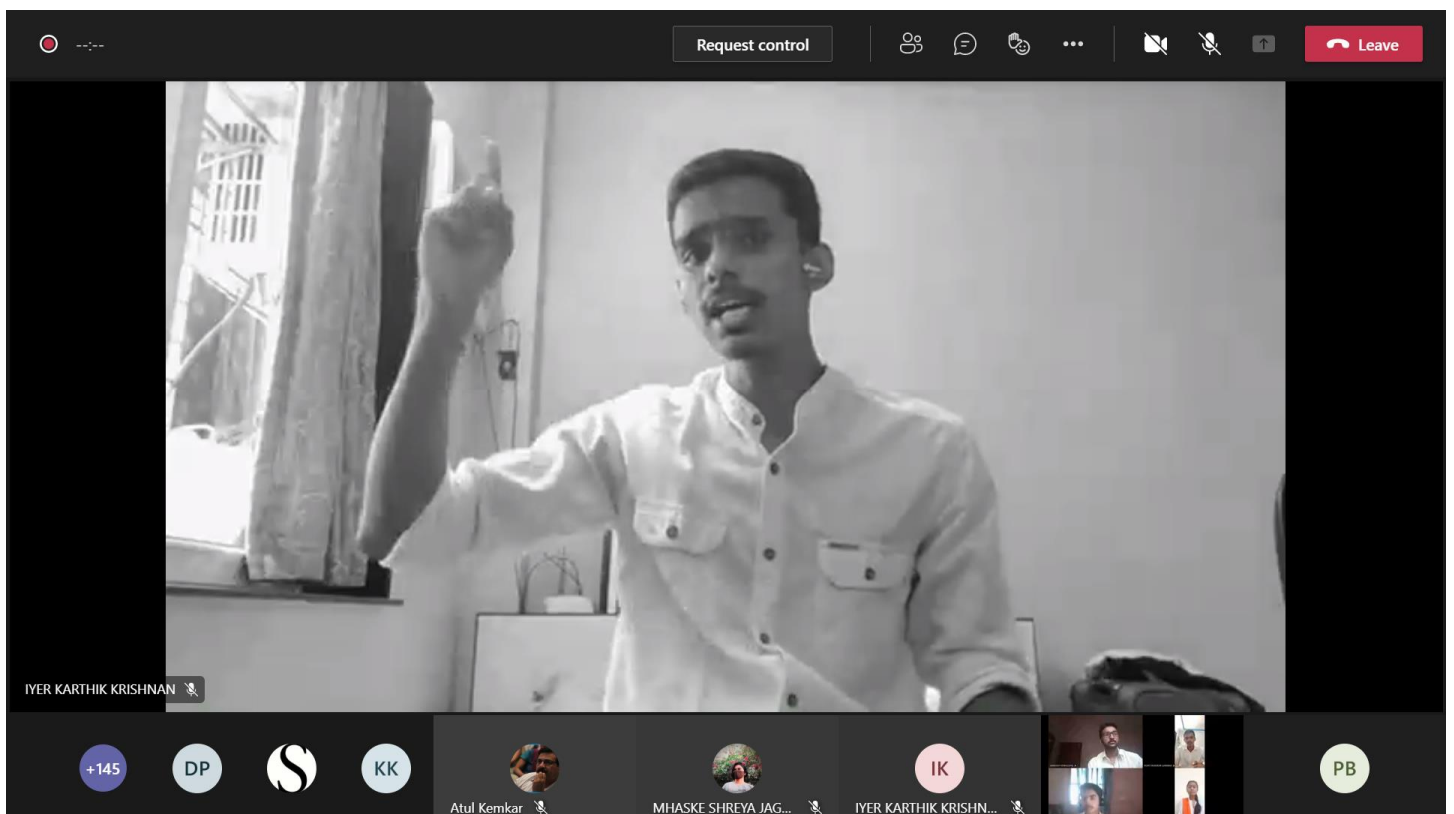 --:--
Request control
Leave
IYER KARTHIK KRISHNAN
+145
DP
S
KK
Atul Kemkar
MHASKE SHREYA JAG...
IK
IYER KARTHIK KRISHN...
PB